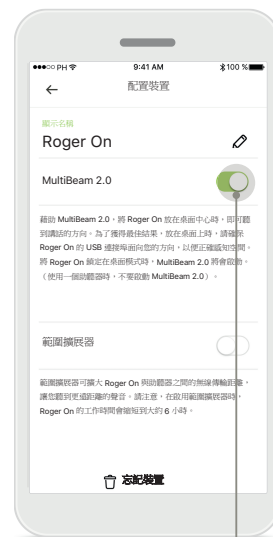 PH 9:41 AM 100 %
配置裝置
顯示名稱
Roger On
MultiBeam 2.0
藉助 MultiBeam 2.0，將 Roger On 放在桌面中心時，即可聽
到講話的方向。為了獲得最佳結果，放在桌面上時，請確保
Roger On 的 USB 連接埠面向您的方向，以便正確感知空間。
將 Roger On 鎖定在桌面模式時，MultiBeam 2.0 將會啟動。
（使用一個助聽器時，不要啟動 MultiBeam 2.0）。
範圍擴展器
範圍擴展器可擴大 Roger On 與助聽器之間的無線傳輸距離，
讓您聽到更遠距離的聲音。請注意，在啟用範圍擴展器時，
Roger On 的工作時間會縮短到大約 6 小時。
忘記裝置